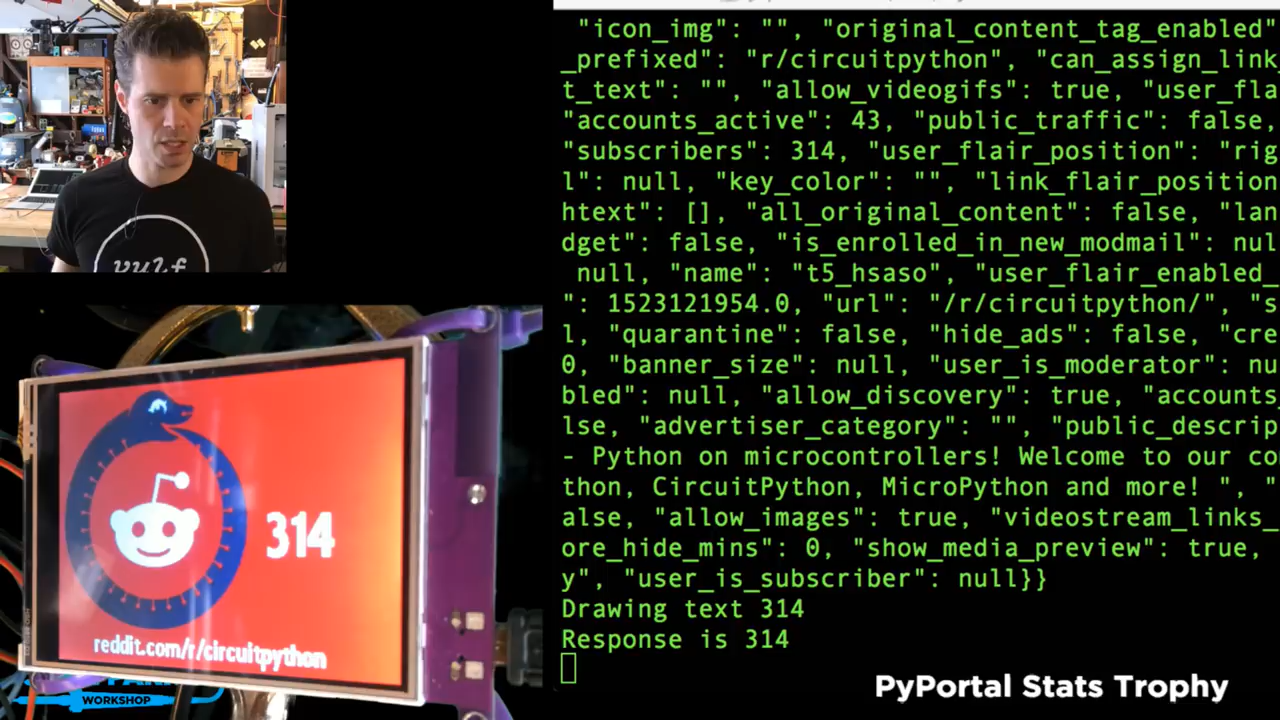 "icon_img": "", "original_content_tag_enabled"
_prefixed": "r/circuitpython", "can_assign_link
t_text": "", "allow_videogifs": true, "user_fla
"accounts_active": 43, "public_traffic": false,
"subscribers": 314, "user_flair_position": "rig
l": null, "key_color": "", "link_flair_position
htext": [], "all_original_content": false, "lan
dget": false, "is_enrolled_in_new_modmail": nul
null, "name": "t5_hsaso", "user_flair_enabled_
": 1523121954.0, "url": "/r/circuitpython/", "s
l, "quarantine": false, "hide_ads": false, "cre
0, "banner_size": null, "user_is_moderator": nu
bled": null, "allow_discovery": true, "accounts
lse, "advertiser_category": "", "public_descrip
- Python on microcontrollers! Welcome to our co
thon, CircuitPython, MicroPython and more! ", "
alse, "allow_images": true, "videostream_links_
ore_hide_mins": 0, "show_media_preview": true,
y", "user_is_subscriber": null}}
Drawing text 314
Response is 314
vulf
314
reddit.com/r/circuitpython
WORKSHOP
PyPortal Stats Trophy